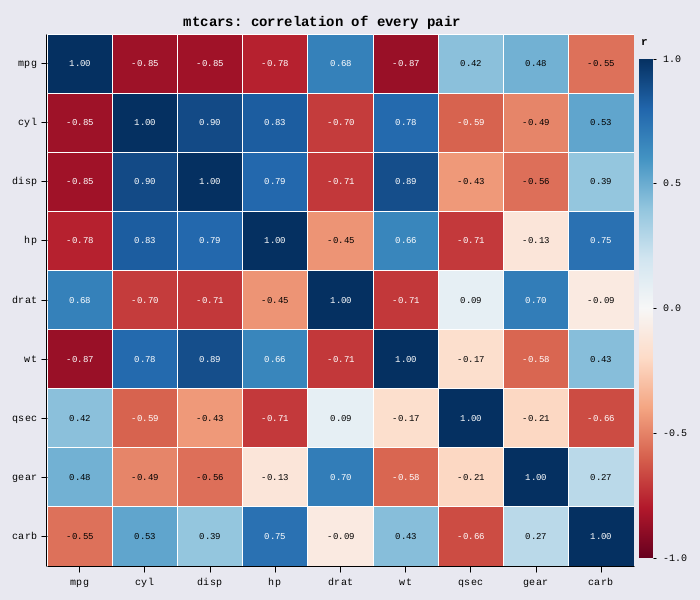 mtcars: correlation of every pair
r
mpg 1.00 -0.85 -0.85 -0.78 0.68 -0.87 0.42 0.48 -0.55 1.0
cyl -0.85 1.00 0.90 0.83 -0.70 0.78 -0.59 -0.49 0.53
disp -0.85 0.90 1.00 0.79 -0.71 0.89 -0.43 -0.56 0.39 0.5
hp -0.78 0.83 0.79 1.00 -0.45 0.66 -0.71 -0.13 0.75
drat 0.68 -0.70 -0.71 -0.45 1.00 -0.71 0.09 0.70 -0.09 0.0
wt -0.87 0.78 0.89 0.66 -0.71 1.00 -0.17 -0.58 0.43
qsec 0.42 -0.59 -0.43 -0.71 0.09 -0.17 1.00 -0.21 -0.66 -0.5
gear 0.48 -0.49 -0.56 -0.13 0.70 -0.58 -0.21 1.00 0.27
carb -0.55 0.53 0.39 0.75 -0.09 0.43 -0.66 0.27 1.00 -1.0
mpg cyl disp hp drat wt qsec gear carb